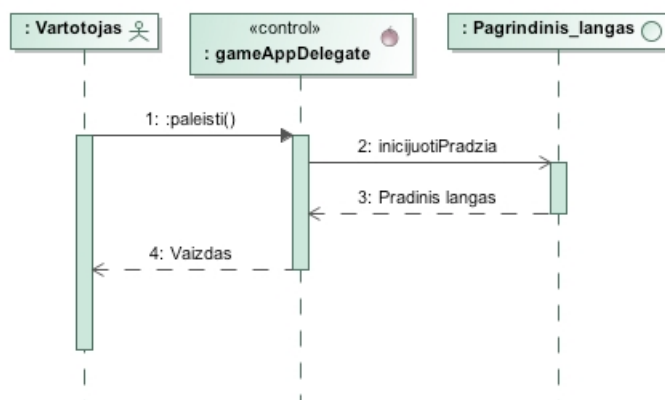 : Vartotojas
«control»
: gameAppDelegate
: Pagrindinis_langas
1: :paleisti()
2: inicijuotiPradzia
3: Pradinis langas
4: Vaizdas